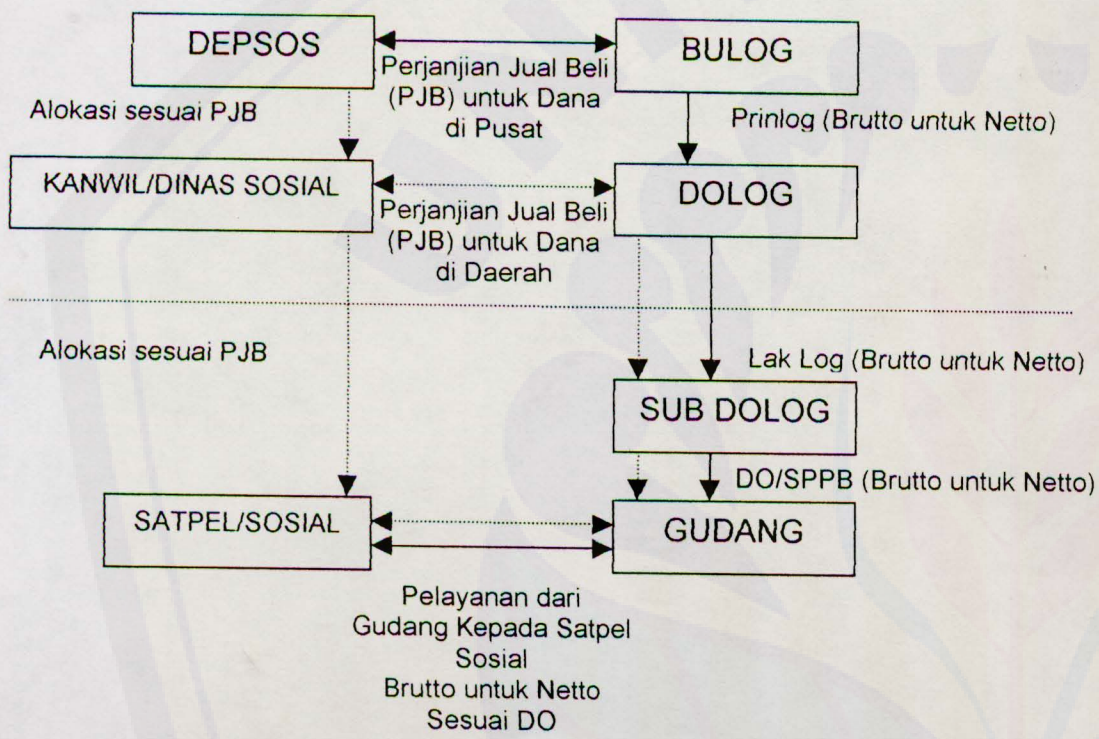 DEPSOS
BULOG
Perjanjian Jual Beli
(PJB) untuk Dana
di Pusat
Alokasi sesuai PJB
Prinlog (Brutto untuk Netto)
KANWIL/DINAS SOSIAL
DOLOG
Perjanjian Jual Beli
(PJB) untuk Dana
di Daerah
Alokasi sesuai PJB
Lak Log (Brutto untuk Netto)
SUB DOLOG
DO/SPPB (Brutto untuk Netto)
SATPEL/SOSIAL
GUDANG
Pelayanan dari
Gudang Kepada Satpel
Sosial
Brutto untuk Netto
Sesuai DO